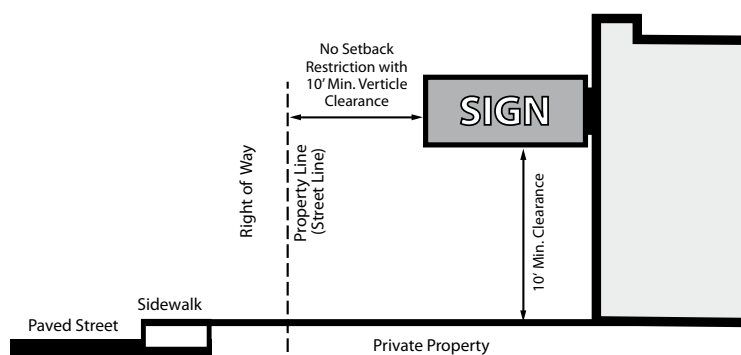 No Setback
Restriction with
10' Min. Verticle
Clearance
SIGN
Right of Way
Property Line
(Street Line)
10' Min. Clearance
Sidewalk
Paved Street
Private Property